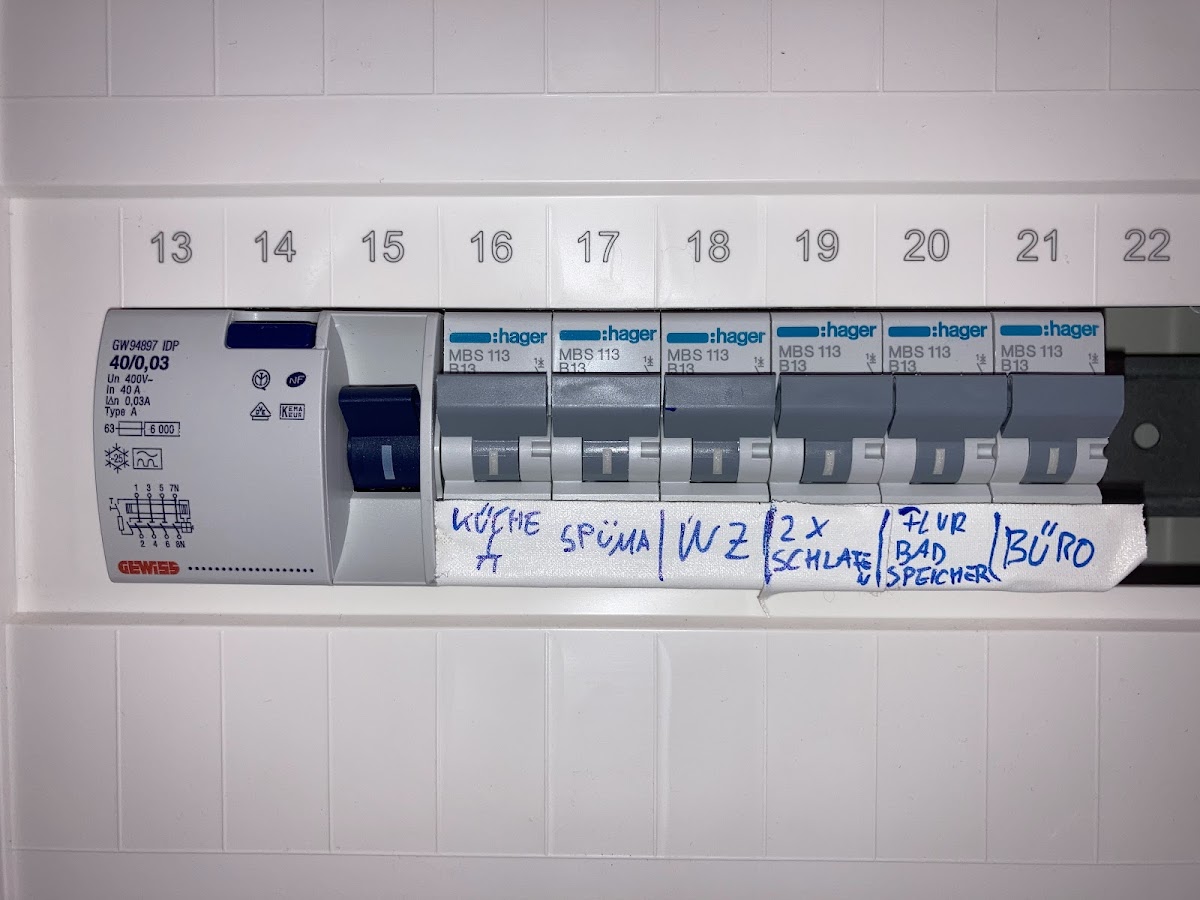 13 14 15 16 17 18 19 20 21 22
GW94897 IDP
40/0,03
Un 400V~
In 40 A
IΔn 0,03A
Type A
63 6 000
-25
NF
KEMA
EUR
1 3 5 7N
2 4 6 8N
GEWISS
:hager
MBS 113
B13
:hager
MBS 113
B13
:hager
MBS 113
B13
:hager
MBS 113
B13
:hager
MBS 113
B13
:hager
MBS 113
B13
KÜCHE
SPÜMA
WZ
2 X
SCHLAFEN
FLUR
BAD
SPEICHER
BÜRO